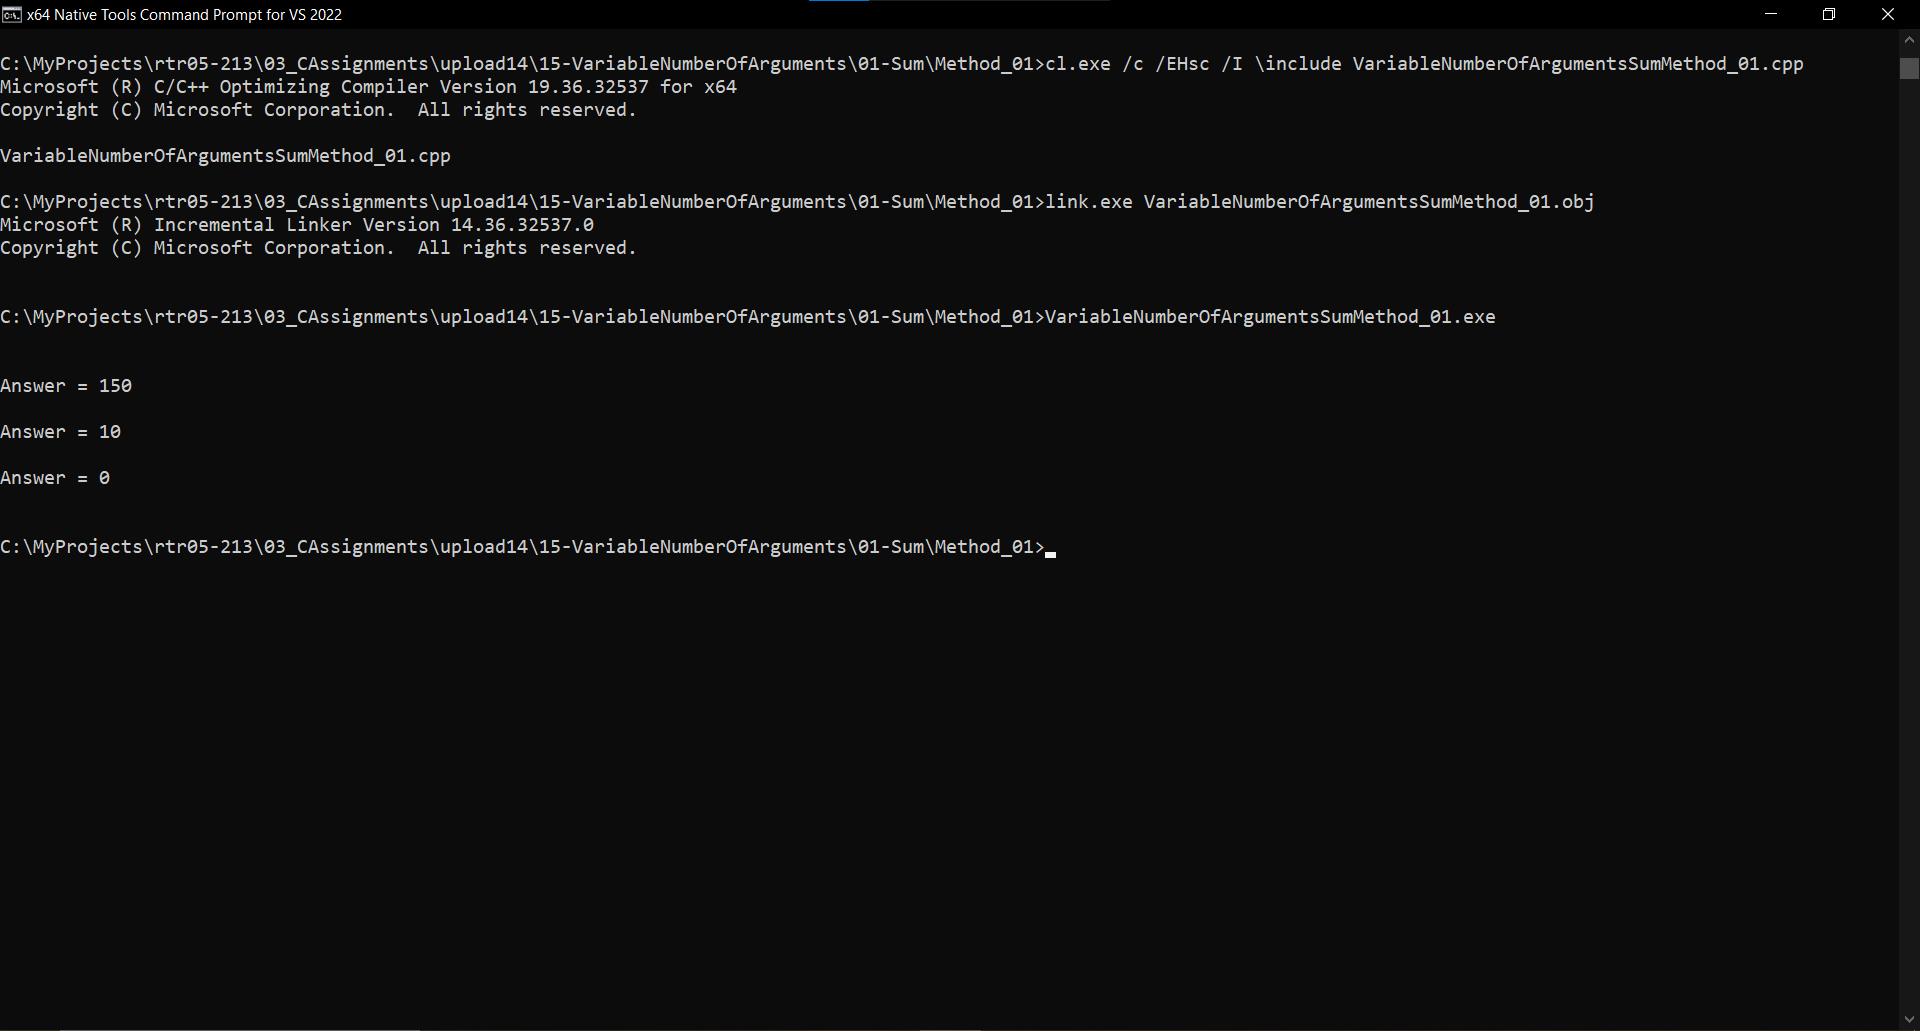 x64 Native Tools Command Prompt for VS 2022
C:\MyProjects\rtr05-213\03_CAssignments\upload14\15-VariableNumberOfArguments\01-Sum\Method_01>cl.exe /c /EHsc /I \include VariableNumberOfArgumentsSumMethod_01.cpp
Microsoft (R) C/C++ Optimizing Compiler Version 19.36.32537 for x64
Copyright (C) Microsoft Corporation.  All rights reserved.
VariableNumberOfArgumentsSumMethod_01.cpp
C:\MyProjects\rtr05-213\03_CAssignments\upload14\15-VariableNumberOfArguments\01-Sum\Method_01>link.exe VariableNumberOfArgumentsSumMethod_01.obj
Microsoft (R) Incremental Linker Version 14.36.32537.0
Copyright (C) Microsoft Corporation.  All rights reserved.
C:\MyProjects\rtr05-213\03_CAssignments\upload14\15-VariableNumberOfArguments\01-Sum\Method_01>VariableNumberOfArgumentsSumMethod_01.exe
Answer = 150
Answer = 10
Answer = 0
C:\MyProjects\rtr05-213\03_CAssignments\upload14\15-VariableNumberOfArguments\01-Sum\Method_01>